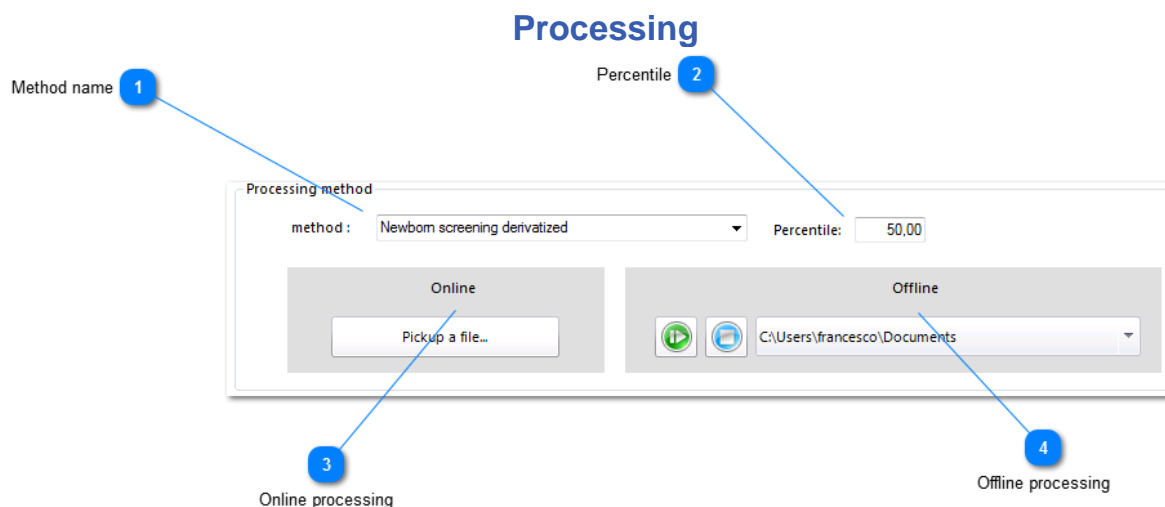 Processing
Method name 1
Percentile 2
Processing method
method : Newborn screening derivatized Percentile: 50,00
Online Offline
Pickup a file... C:\Users\francesco\Documents
3 4
Online processing Offline processing